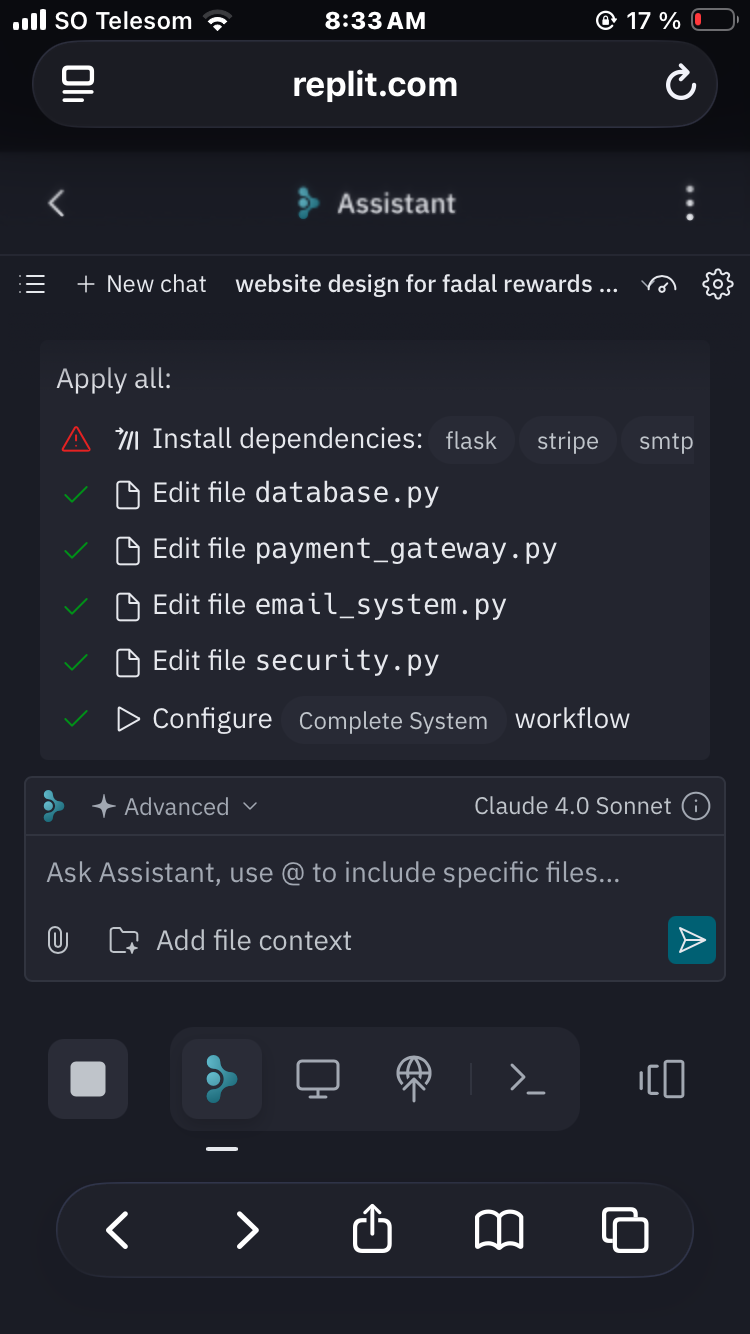 SO Telesom 8:33 AM 17 %
replit.com
Assistant
+ New chat website design for fadal rewards ...
Apply all:
Install dependencies: flask stripe smtp
Edit file database.py
Edit file payment_gateway.py
Edit file email_system.py
Edit file security.py
Configure Complete System workflow
Advanced Claude 4.0 Sonnet
Ask Assistant, use @ to include specific files...
Add file context